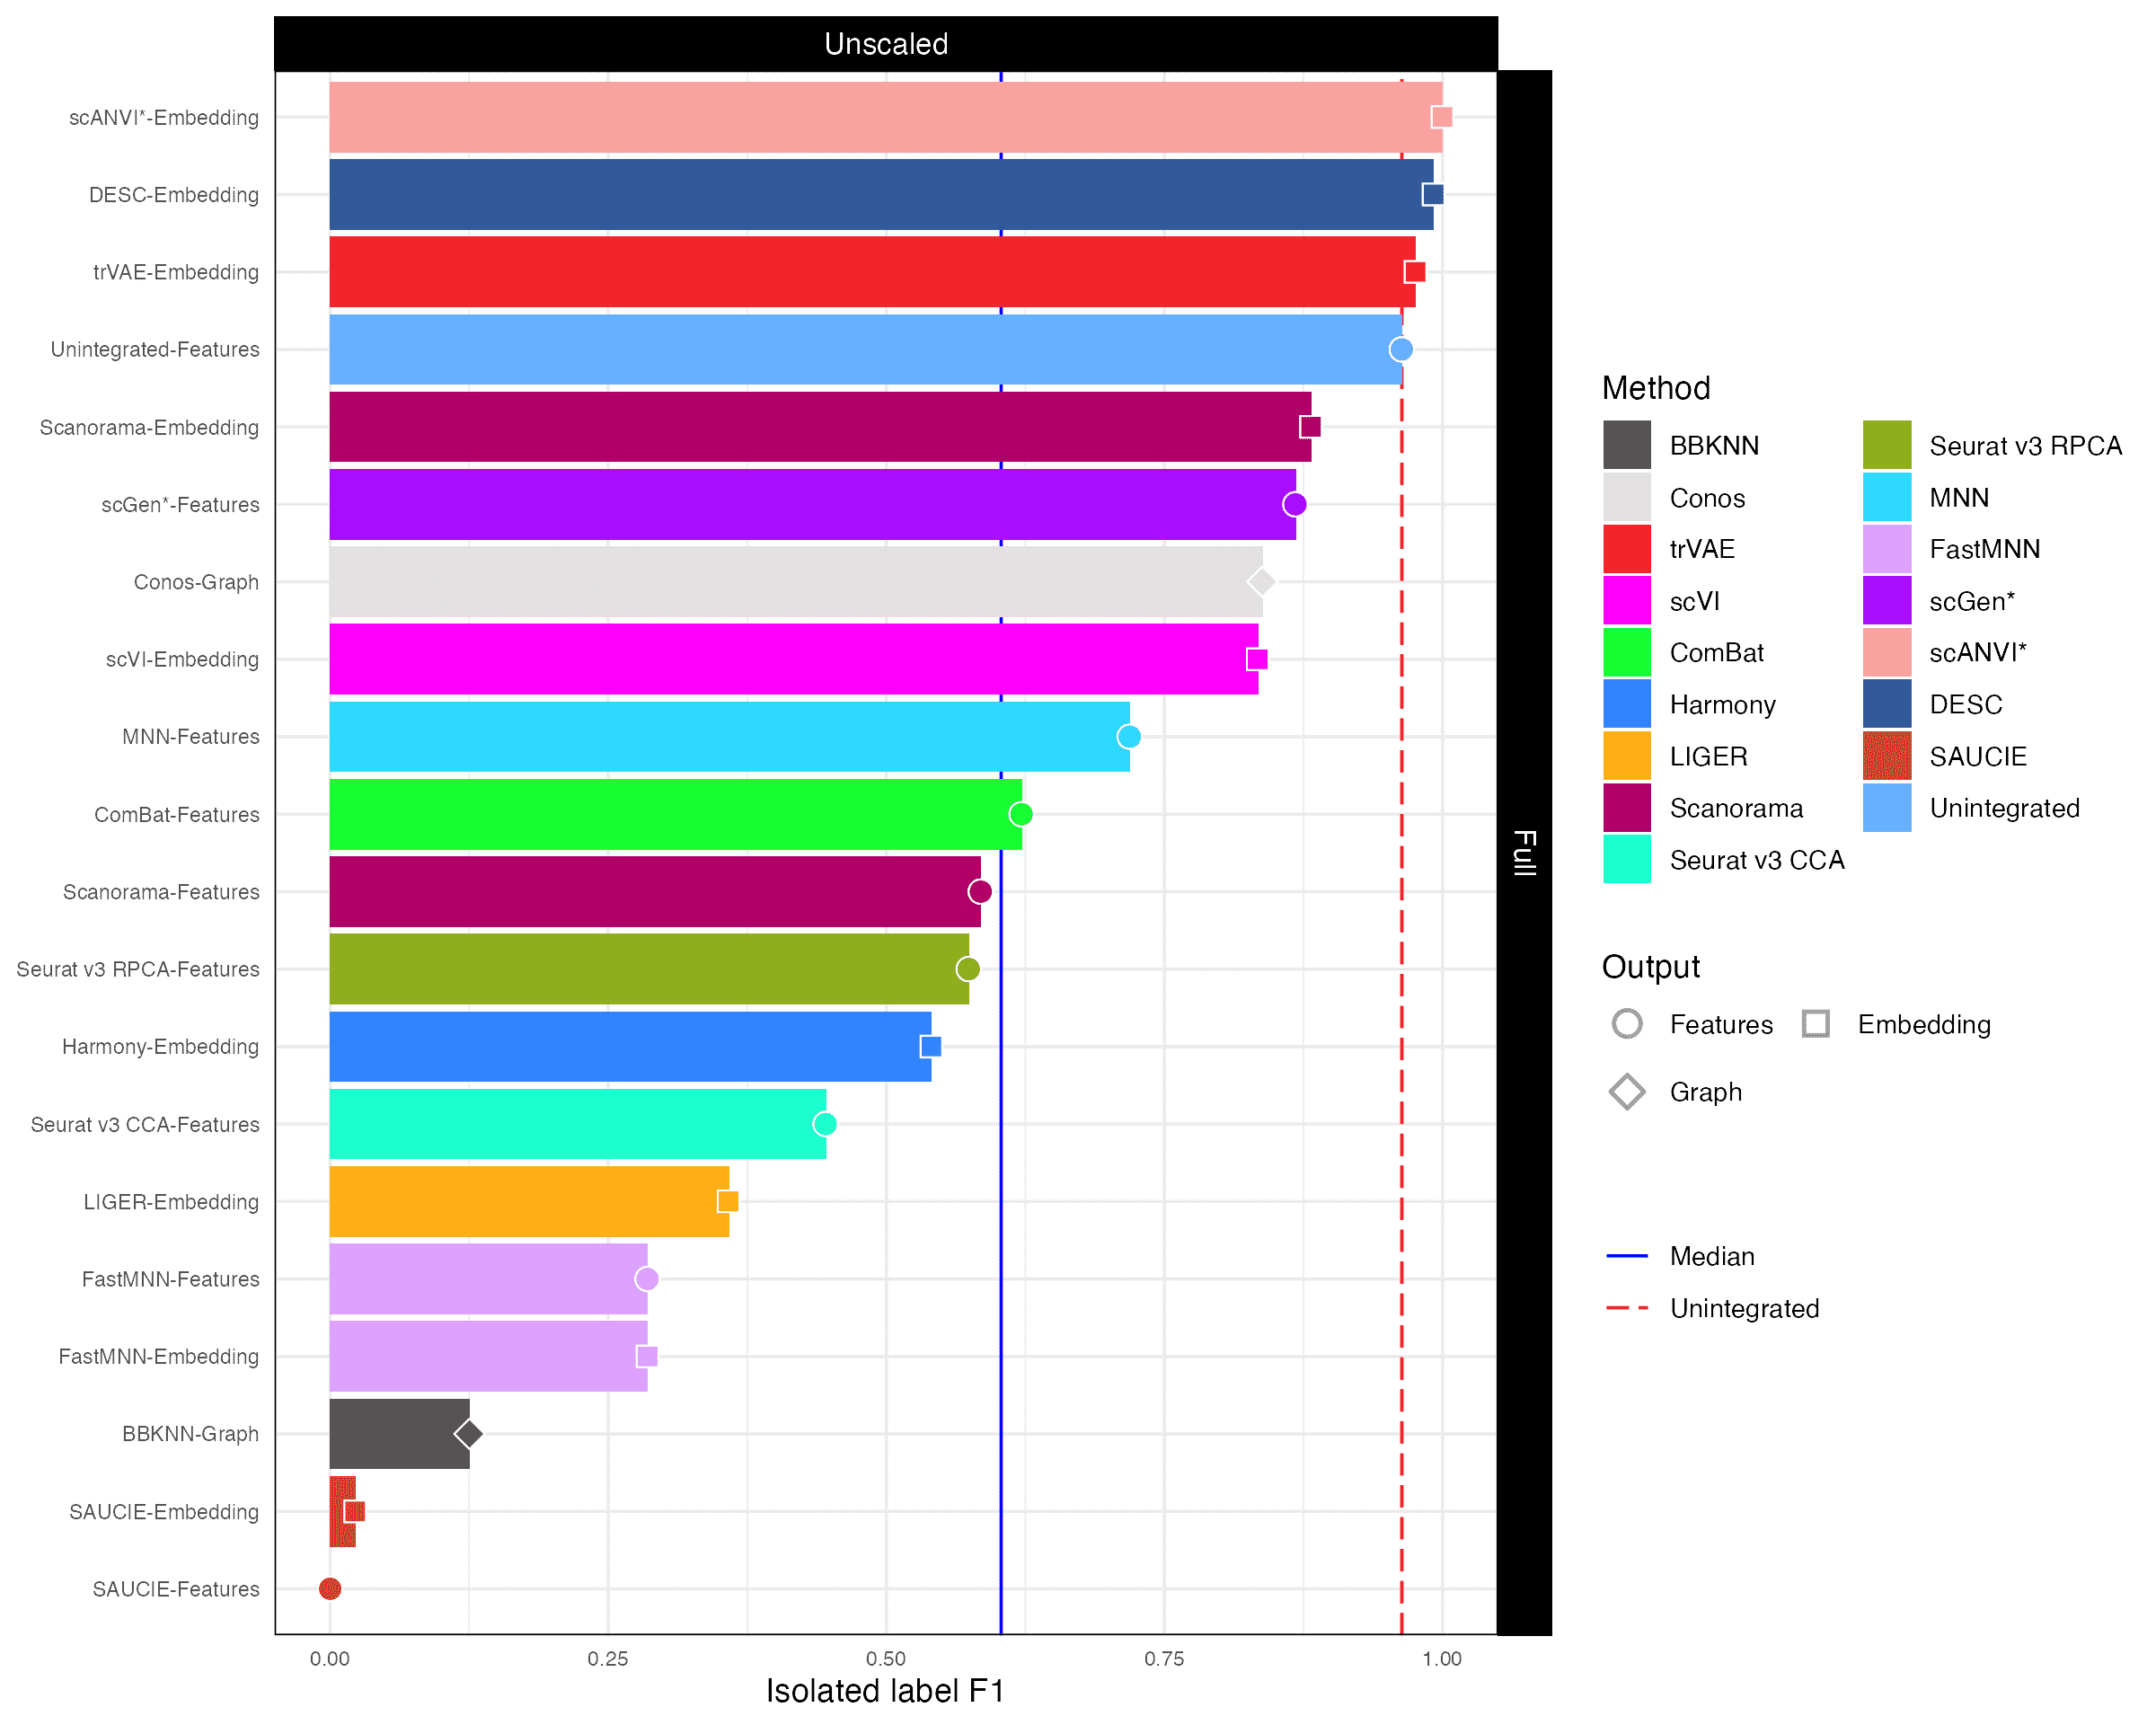 Unscaled
scANVI*-Embedding
DESC-Embedding
trVAE-Embedding
Unintegrated-Features
Scanorama-Embedding
scGen*-Features
Conos-Graph
scVI-Embedding
MNN-Features
ComBat-Features
Scanorama-Features
Seurat v3 RPCA-Features
Harmony-Embedding
Seurat v3 CCA-Features
LIGER-Embedding
FastMNN-Features
FastMNN-Embedding
BBKNN-Graph
SAUCIE-Embedding
SAUCIE-Features
0.00 0.25 0.50 0.75 1.00
Isolated label F1
Full
Method
BBKNN
Conos
trVAE
scVI
ComBat
Harmony
LIGER
Scanorama
Seurat v3 CCA
Seurat v3 RPCA
MNN
FastMNN
scGen*
scANVI*
DESC
SAUCIE
Unintegrated
Output
Features Embedding
Graph
Median
Unintegrated